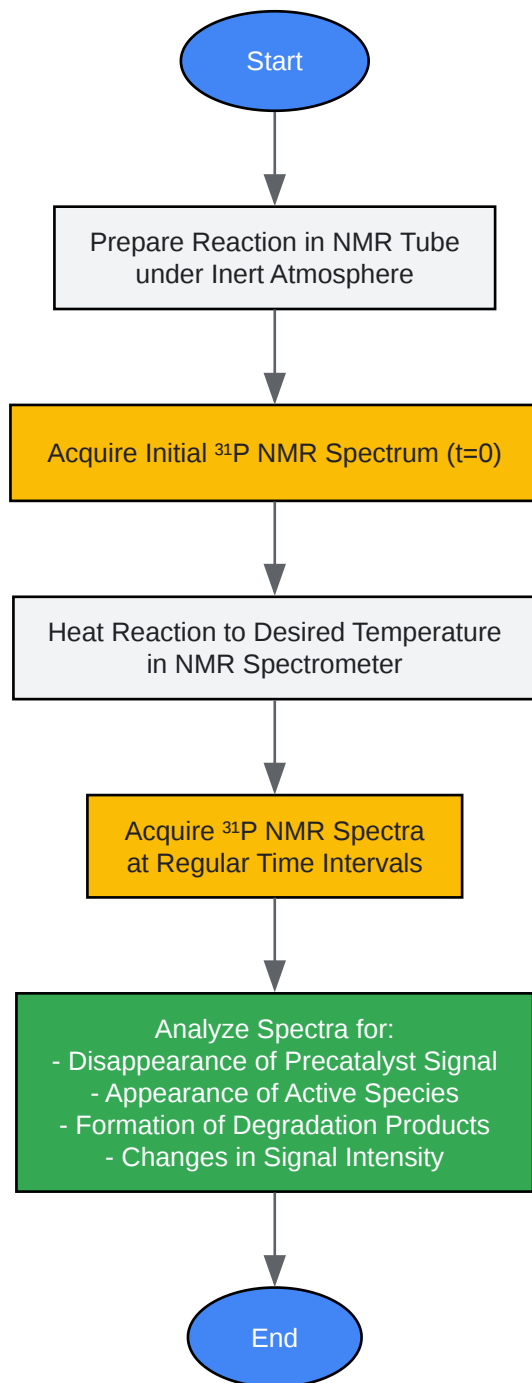 Start
Prepare Reaction in NMR Tube
under Inert Atmosphere
Acquire Initial ³¹P NMR Spectrum (t=0)
Heat Reaction to Desired Temperature
in NMR Spectrometer
Acquire ³¹P NMR Spectra
at Regular Time Intervals
Analyze Spectra for:
- Disappearance of Precatalyst Signal
- Appearance of Active Species
- Formation of Degradation Products
- Changes in Signal Intensity
End